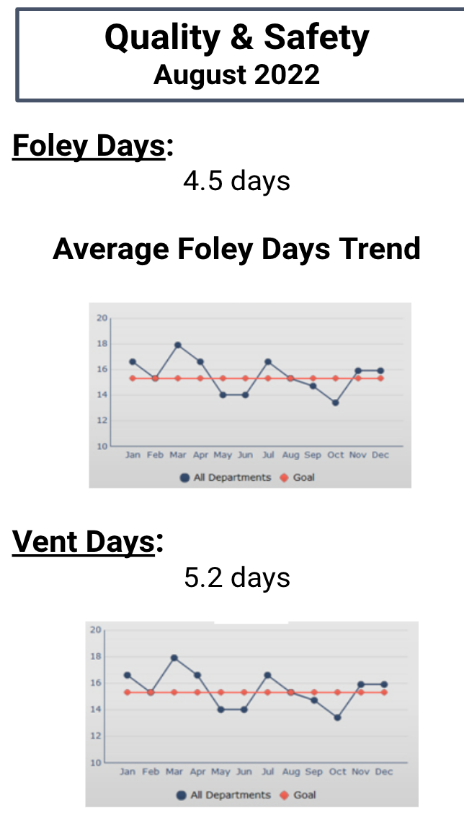 Quality & Safety
August 2022
Foley Days:
4.5 days
Average Foley Days Trend
20
18
16
14
12
10
Jan Feb Mar Apr May Jun Jul Aug Sep Oct Nov Dec
All Departments Goal
Vent Days:
5.2 days
20
18
16
14
12
10
Jan Feb Mar Apr May Jun Jul Aug Sep Oct Nov Dec
All Departments Goal